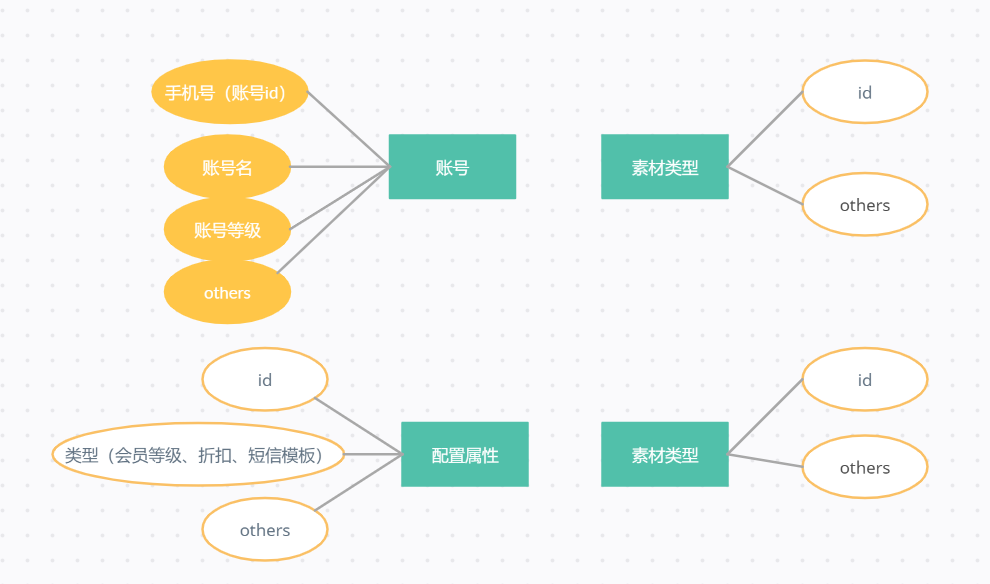 手机号（账号id）
账号名
账号等级
others
账号
素材类型
id
others
id
类型（会员等级、折扣、短信模板）
others
配置属性
素材类型
id
others